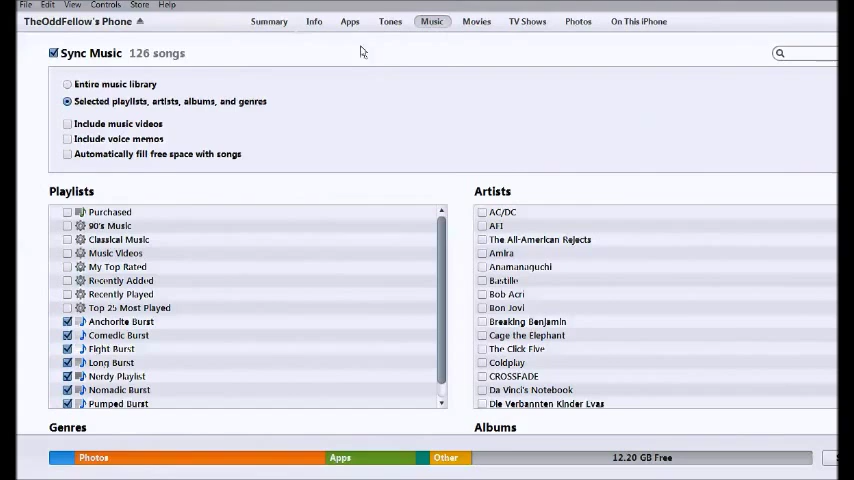 File Edit View Controls Store Help
TheOddFellow's Phone Summary Info Apps Tones Music Movies TV Shows Photos On This iPhone
Sync Music 126 songs
Entire music library
Selected playlists, artists, albums, and genres
Include music videos
Include voice memos
Automatically fill free space with songs
Playlists
Purchased
90's Music
Classical Music
Music Videos
My Top Rated
Recently Added
Recently Played
Top 25 Most Played
Anchorite Burst
Comedic Burst
Fight Burst
Long Burst
Nerdy Playlist
Nomadic Burst
Pumped Burst
Artists
AC/DC
AFI
The All-American Rejects
Amira
Anamanaguchi
Bastille
Bob Acri
Bon Jovi
Breaking Benjamin
Cage the Elephant
The Click Five
Coldplay
CROSSFADE
Da Vinci's Notebook
Die Verbannten Kinder Evas
Genres
Albums
Photos Apps Other 12.20 GB Free